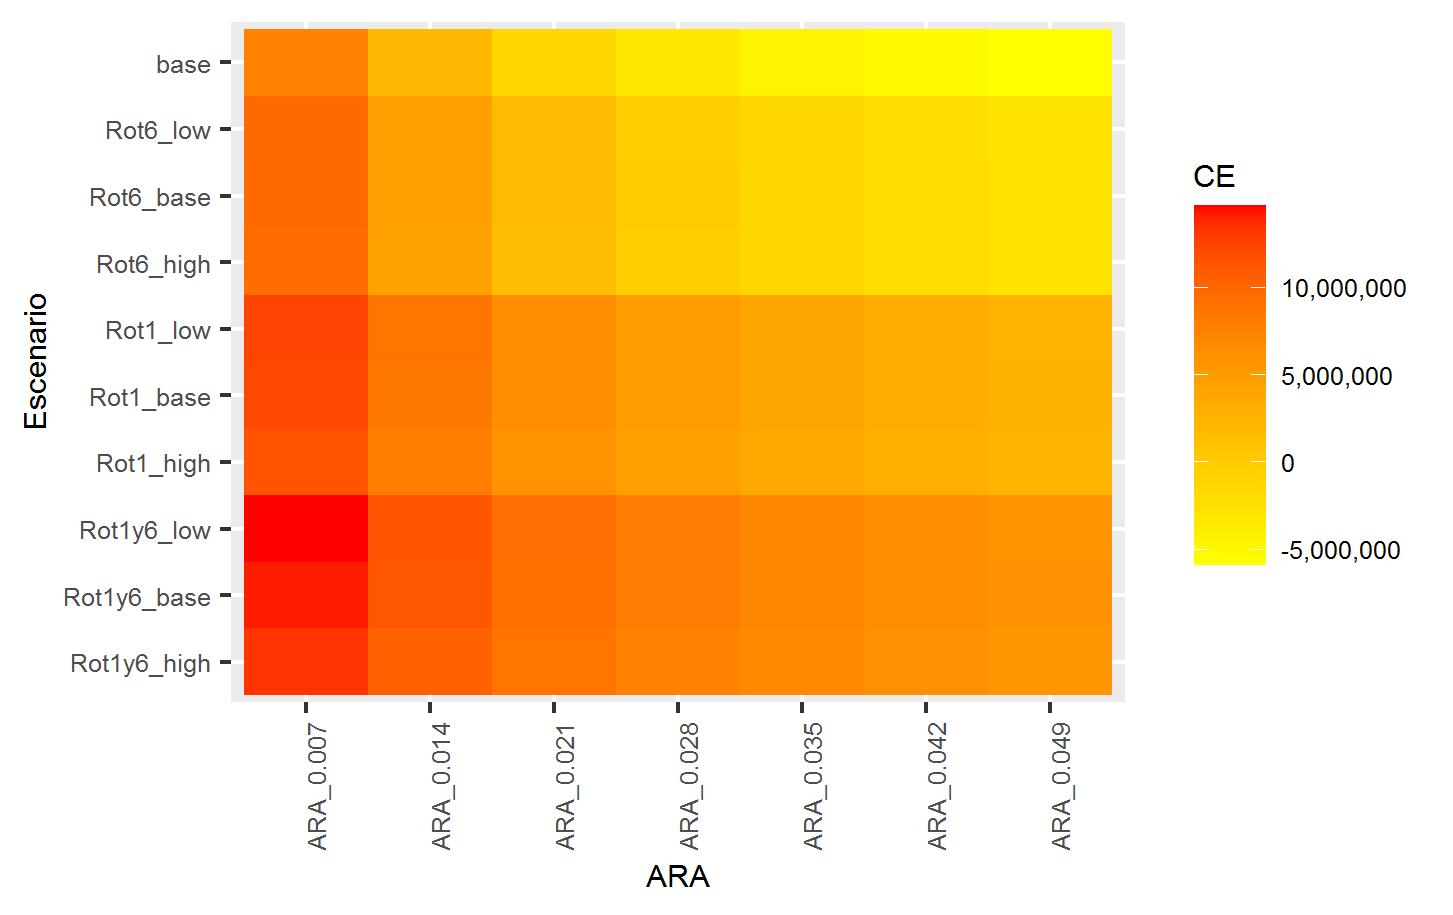 base
Rot6_low
Rot6_base
Rot6_high
Rot1_low
Rot1_base
Rot1_high
Rot1y6_low
Rot1y6_base
Rot1y6_high
Escenario
ARA_0.007
ARA_0.014
ARA_0.021
ARA_0.028
ARA_0.035
ARA_0.042
ARA_0.049
ARA
CE
10,000,000
5,000,000
0
-5,000,000